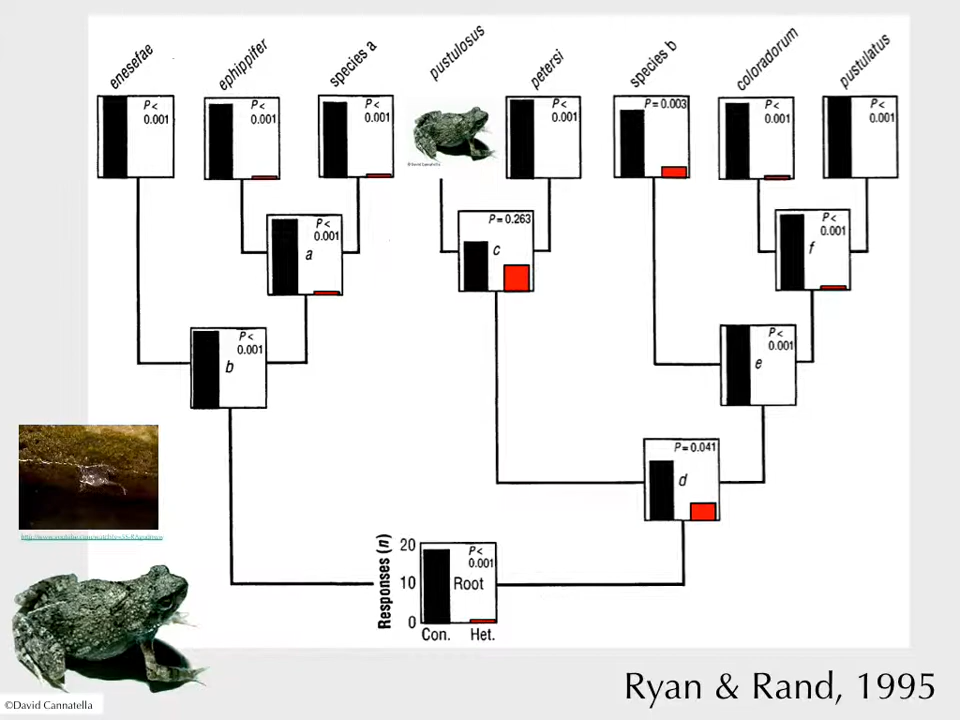 enesefae
ephippifer
species a
pustulosus
petersi
species b
coloradorum
pustulatus
P <
0.001
P <
0.001
P <
0.001
©David Cannatella
P <
0.001
P = 0.003
P <
0.001
P <
0.001
P <
0.001
a
P = 0.263
c
P <
0.001
f
P <
0.001
b
P <
0.001
e
P = 0.041
d
Responses (n)
20
10
0
P <
0.001
Root
Con. Het.
©David Cannatella
Ryan & Rand, 1995